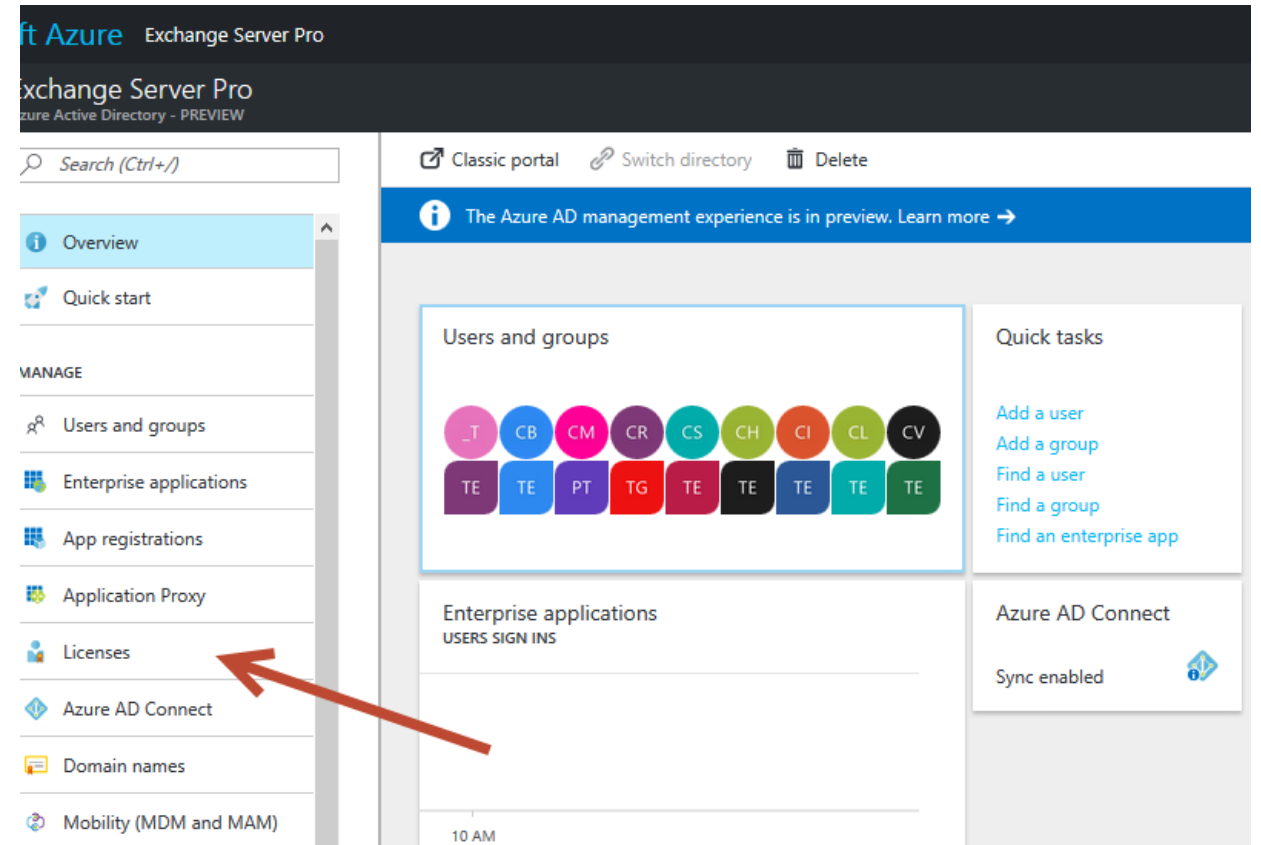 ft Azure Exchange Server Pro
Exchange Server Pro
zure Active Directory - PREVIEW
Search (Ctrl+/)
Overview
Quick start
MANAGE
Users and groups
Enterprise applications
App registrations
Application Proxy
Licenses
Azure AD Connect
Domain names
Mobility (MDM and MAM)
Classic portal Switch directory Delete
The Azure AD management experience is in preview. Learn more →
Users and groups
_T CB CM CR CS CH CI CL CV
TE TE PT TG TE TE TE TE TE
Quick tasks
Add a user
Add a group
Find a user
Find a group
Find an enterprise app
Enterprise applications
USERS SIGN INS
10 AM
Azure AD Connect
Sync enabled